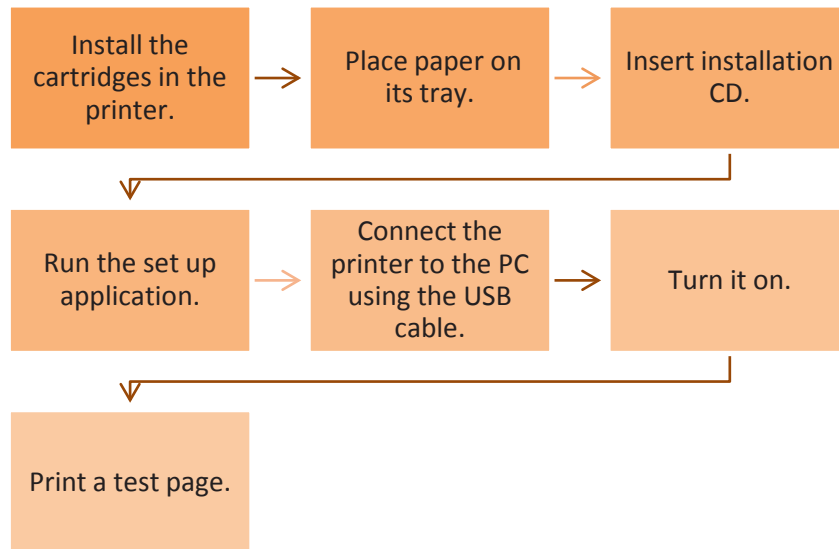 Install the
cartridges in the
printer.
Place paper on
its tray.
Insert installation
CD.
Run the set up
application.
Connect the
printer to the PC
using the USB
cable.
Turn it on.
Print a test page.